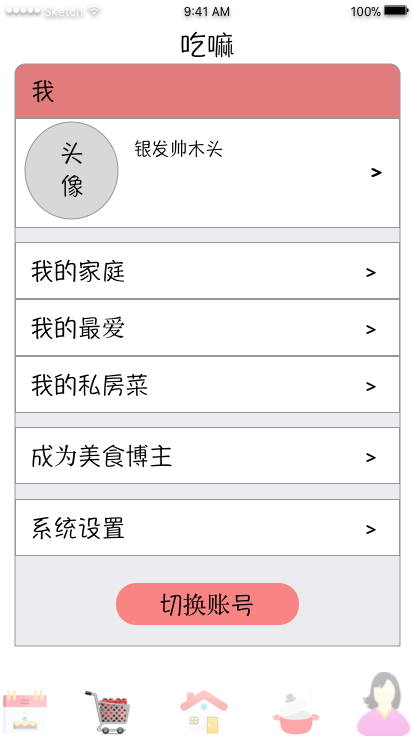 Sketch 9:41 AM 100%
吃嘛
我
头
像
银发帅木头
>
我的家庭 >
我的最爱 >
我的私房菜 >
成为美食博主 >
系统设置 >
切换账号